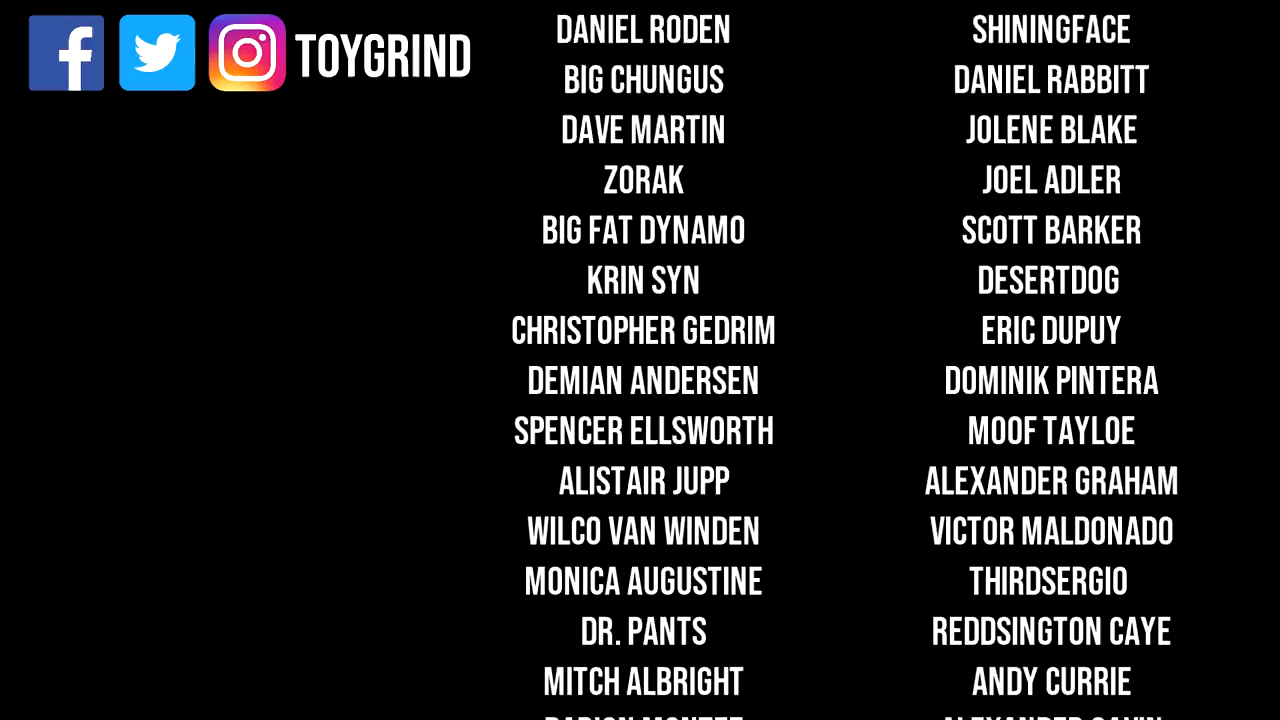 TOYGRIND
DANIEL RODEN
BIG CHUNGUS
DAVE MARTIN
ZORAK
BIG FAT DYNAMO
KRIN SYN
CHRISTOPHER GEDRIM
DEMIAN ANDERSEN
SPENCER ELLSWORTH
ALISTAIR JUPP
WILCO VAN WINDEN
MONICA AUGUSTINE
DR. PANTS
MITCH ALBRIGHT
SHININGFACE
DANIEL RABBITT
JOLENE BLAKE
JOEL ADLER
SCOTT BARKER
DESERTDOG
ERIC DUPUY
DOMINIK PINTERA
MOOF TAYLOE
ALEXANDER GRAHAM
VICTOR MALDONADO
THIRDSERGIO
REDDSINGTON CAYE
ANDY CURRIE